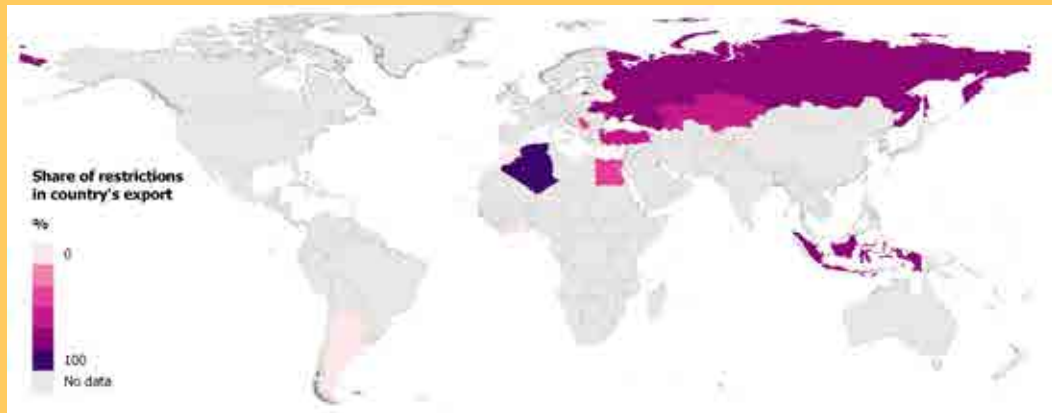 Share of restrictions
in country's export
%
0
100
No data